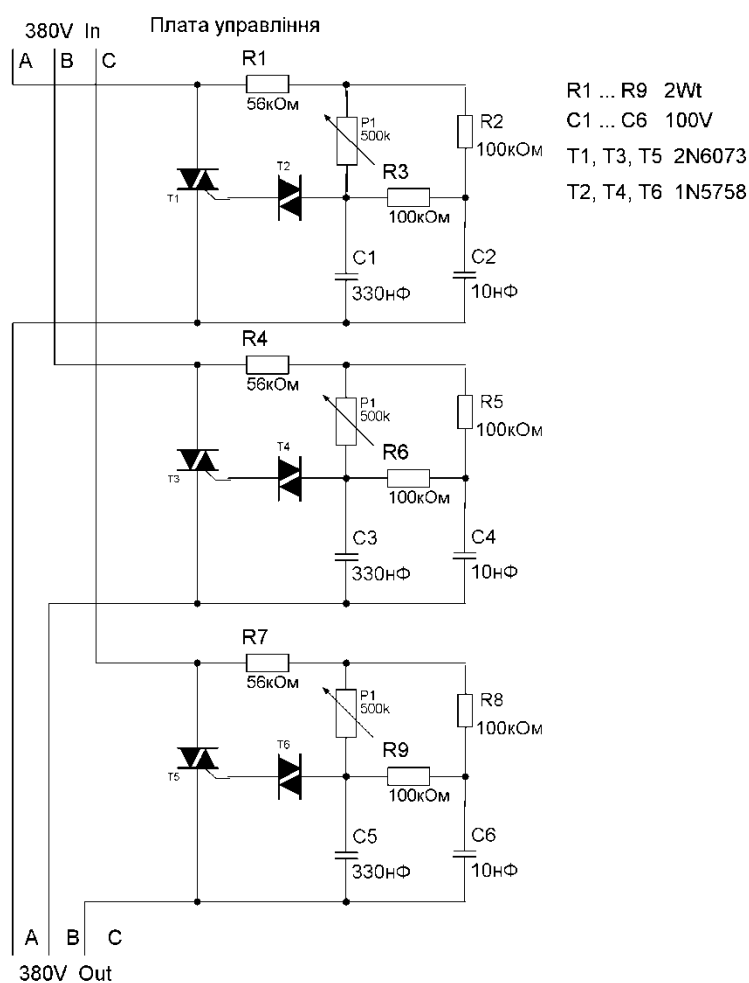 380V In
Плата управління
A B C
R1
56кОм
P1
500k
R2
100кОм
T2
R3
T1
100кОм
C1
330нФ
C2
10нФ
R1 ... R9 2Wt
C1 ... C6 100V
T1, T3, T5 2N6073
T2, T4, T6 1N5758
R4
56кОм
P1
500k
R5
100кОм
T4
R6
T3
100кОм
C3
330нФ
C4
10нФ
R7
56кОм
P1
500k
R8
100кОм
T6
R9
T5
100кОм
C5
330нФ
C6
10нФ
A B C
380V Out